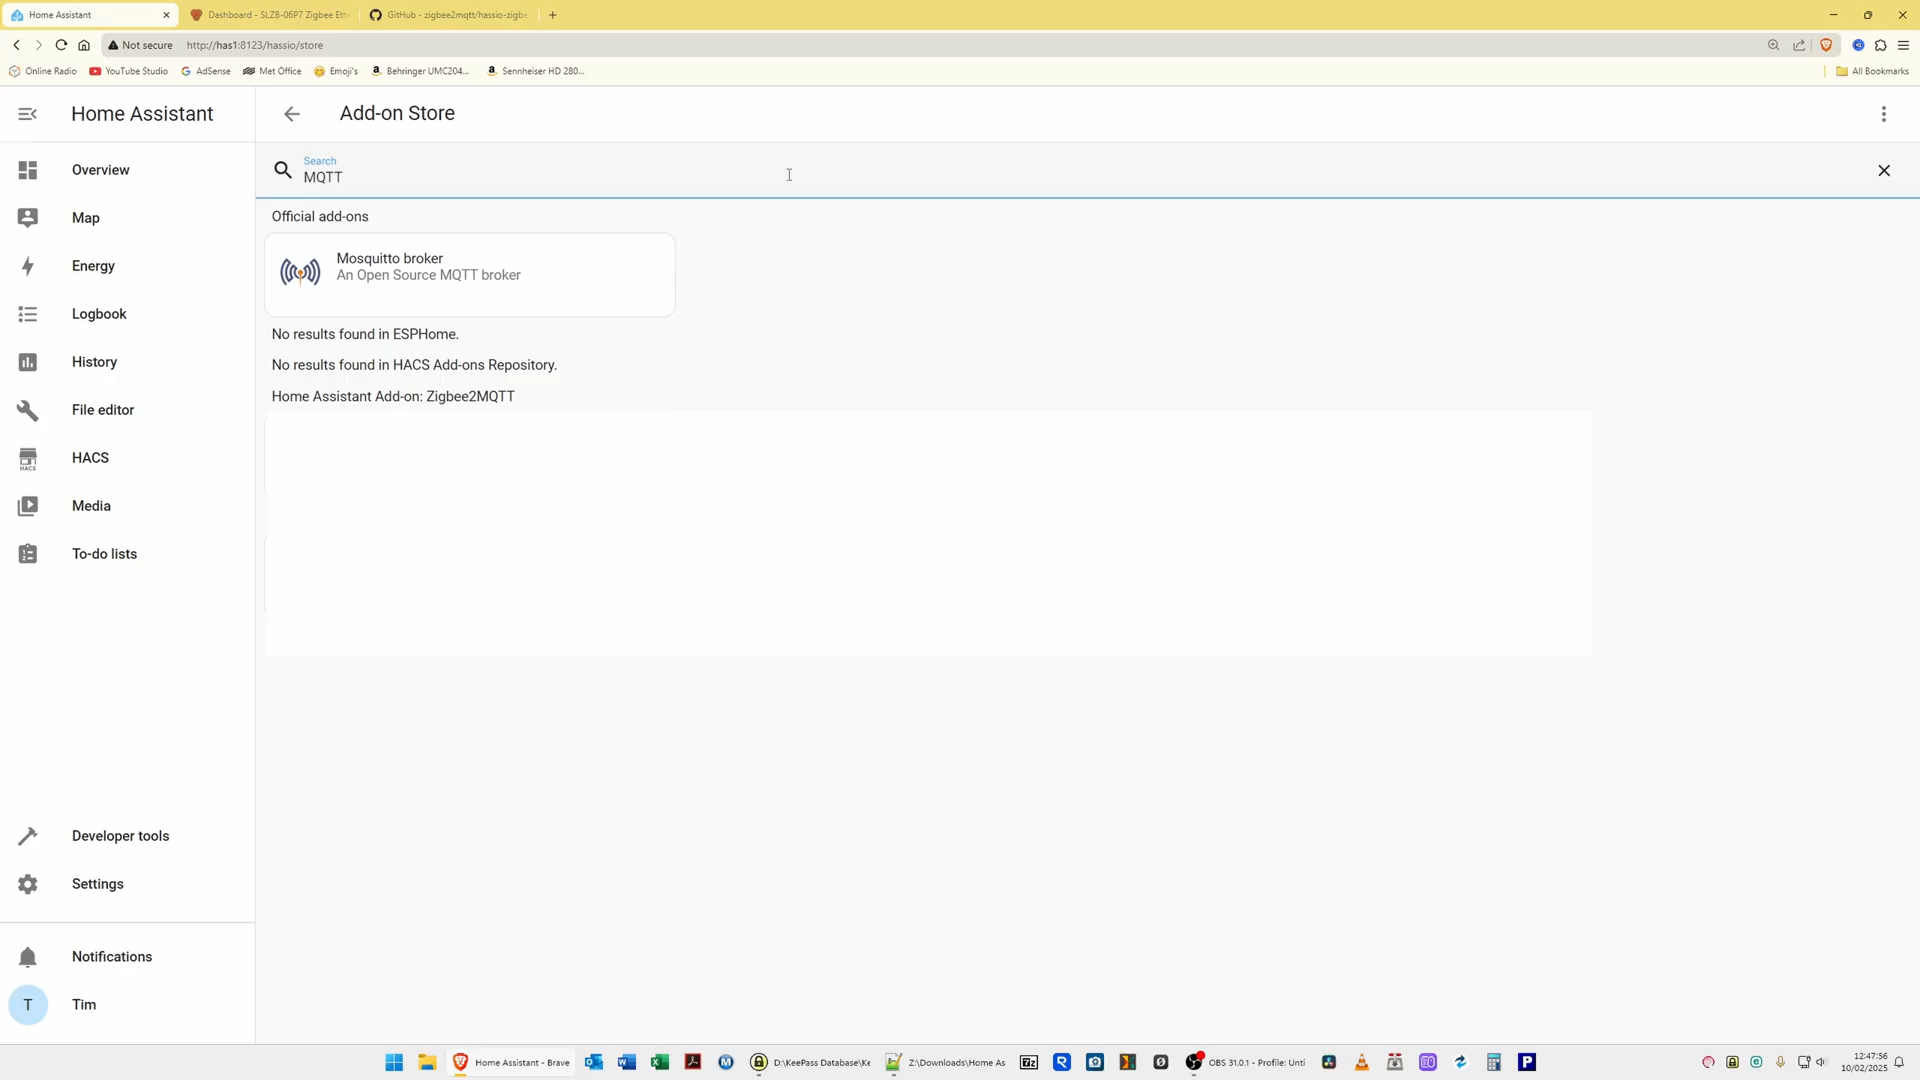 Home Assistant
Dashboard - SLZB-06P7 Zigbee Eth
GitHub - zigbee2mqtt/hassio-zigbe
Not secure
http://has1:8123/hassio/store
Online Radio
YouTube Studio
AdSense
Met Office
Emoji's
Behringer UMC204...
Sennheiser HD 280...
All Bookmarks
Home Assistant
Add-on Store
Search
MQTT
Overview
Map
Energy
Logbook
History
File editor
HACS
HACS
Media
To-do lists
Official add-ons
Mosquitto broker
An Open Source MQTT broker
No results found in ESPHome.
No results found in HACS Add-ons Repository.
Home Assistant Add-on: Zigbee2MQTT
Developer tools
Settings
Notifications
T
Tim
Home Assistant - Brave
D:\KeePass Database\Ke
Z:\Downloads\Home As
OBS 31.0.1 - Profile: Unti
12:47:56
10/02/2025